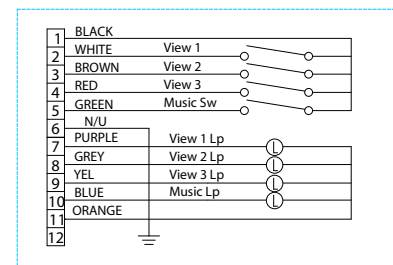 BLACK
1
WHITE View 1
2
BROWN View 2
3
RED View 3
4
GREEN Music Sw
5
N/U
6
PURPLE View 1 Lp
7 L
GREY View 2 Lp
8 L
YEL View 3 Lp
9 L
BLUE Music Lp
10 L
ORANGE
11
12